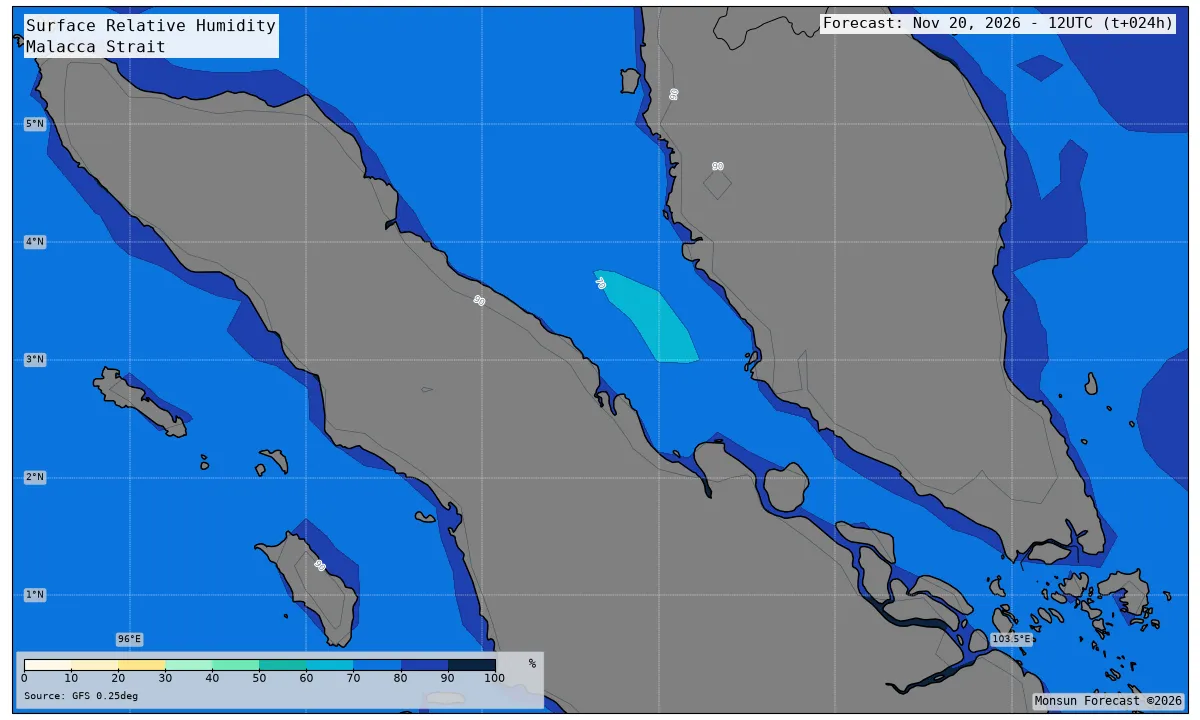 Surface Relative Humidity
Malacca Strait
Forecast: Nov 20, 2026 - 12UTC (t+024h)
90
5°N
90
4°N
70
90
3°N
2°N
90
1°N
96°E
103.5°E
%
0 10 20 30 40 50 60 70 80 90 100
Source: GFS 0.25deg
Monsun Forecast ©2026